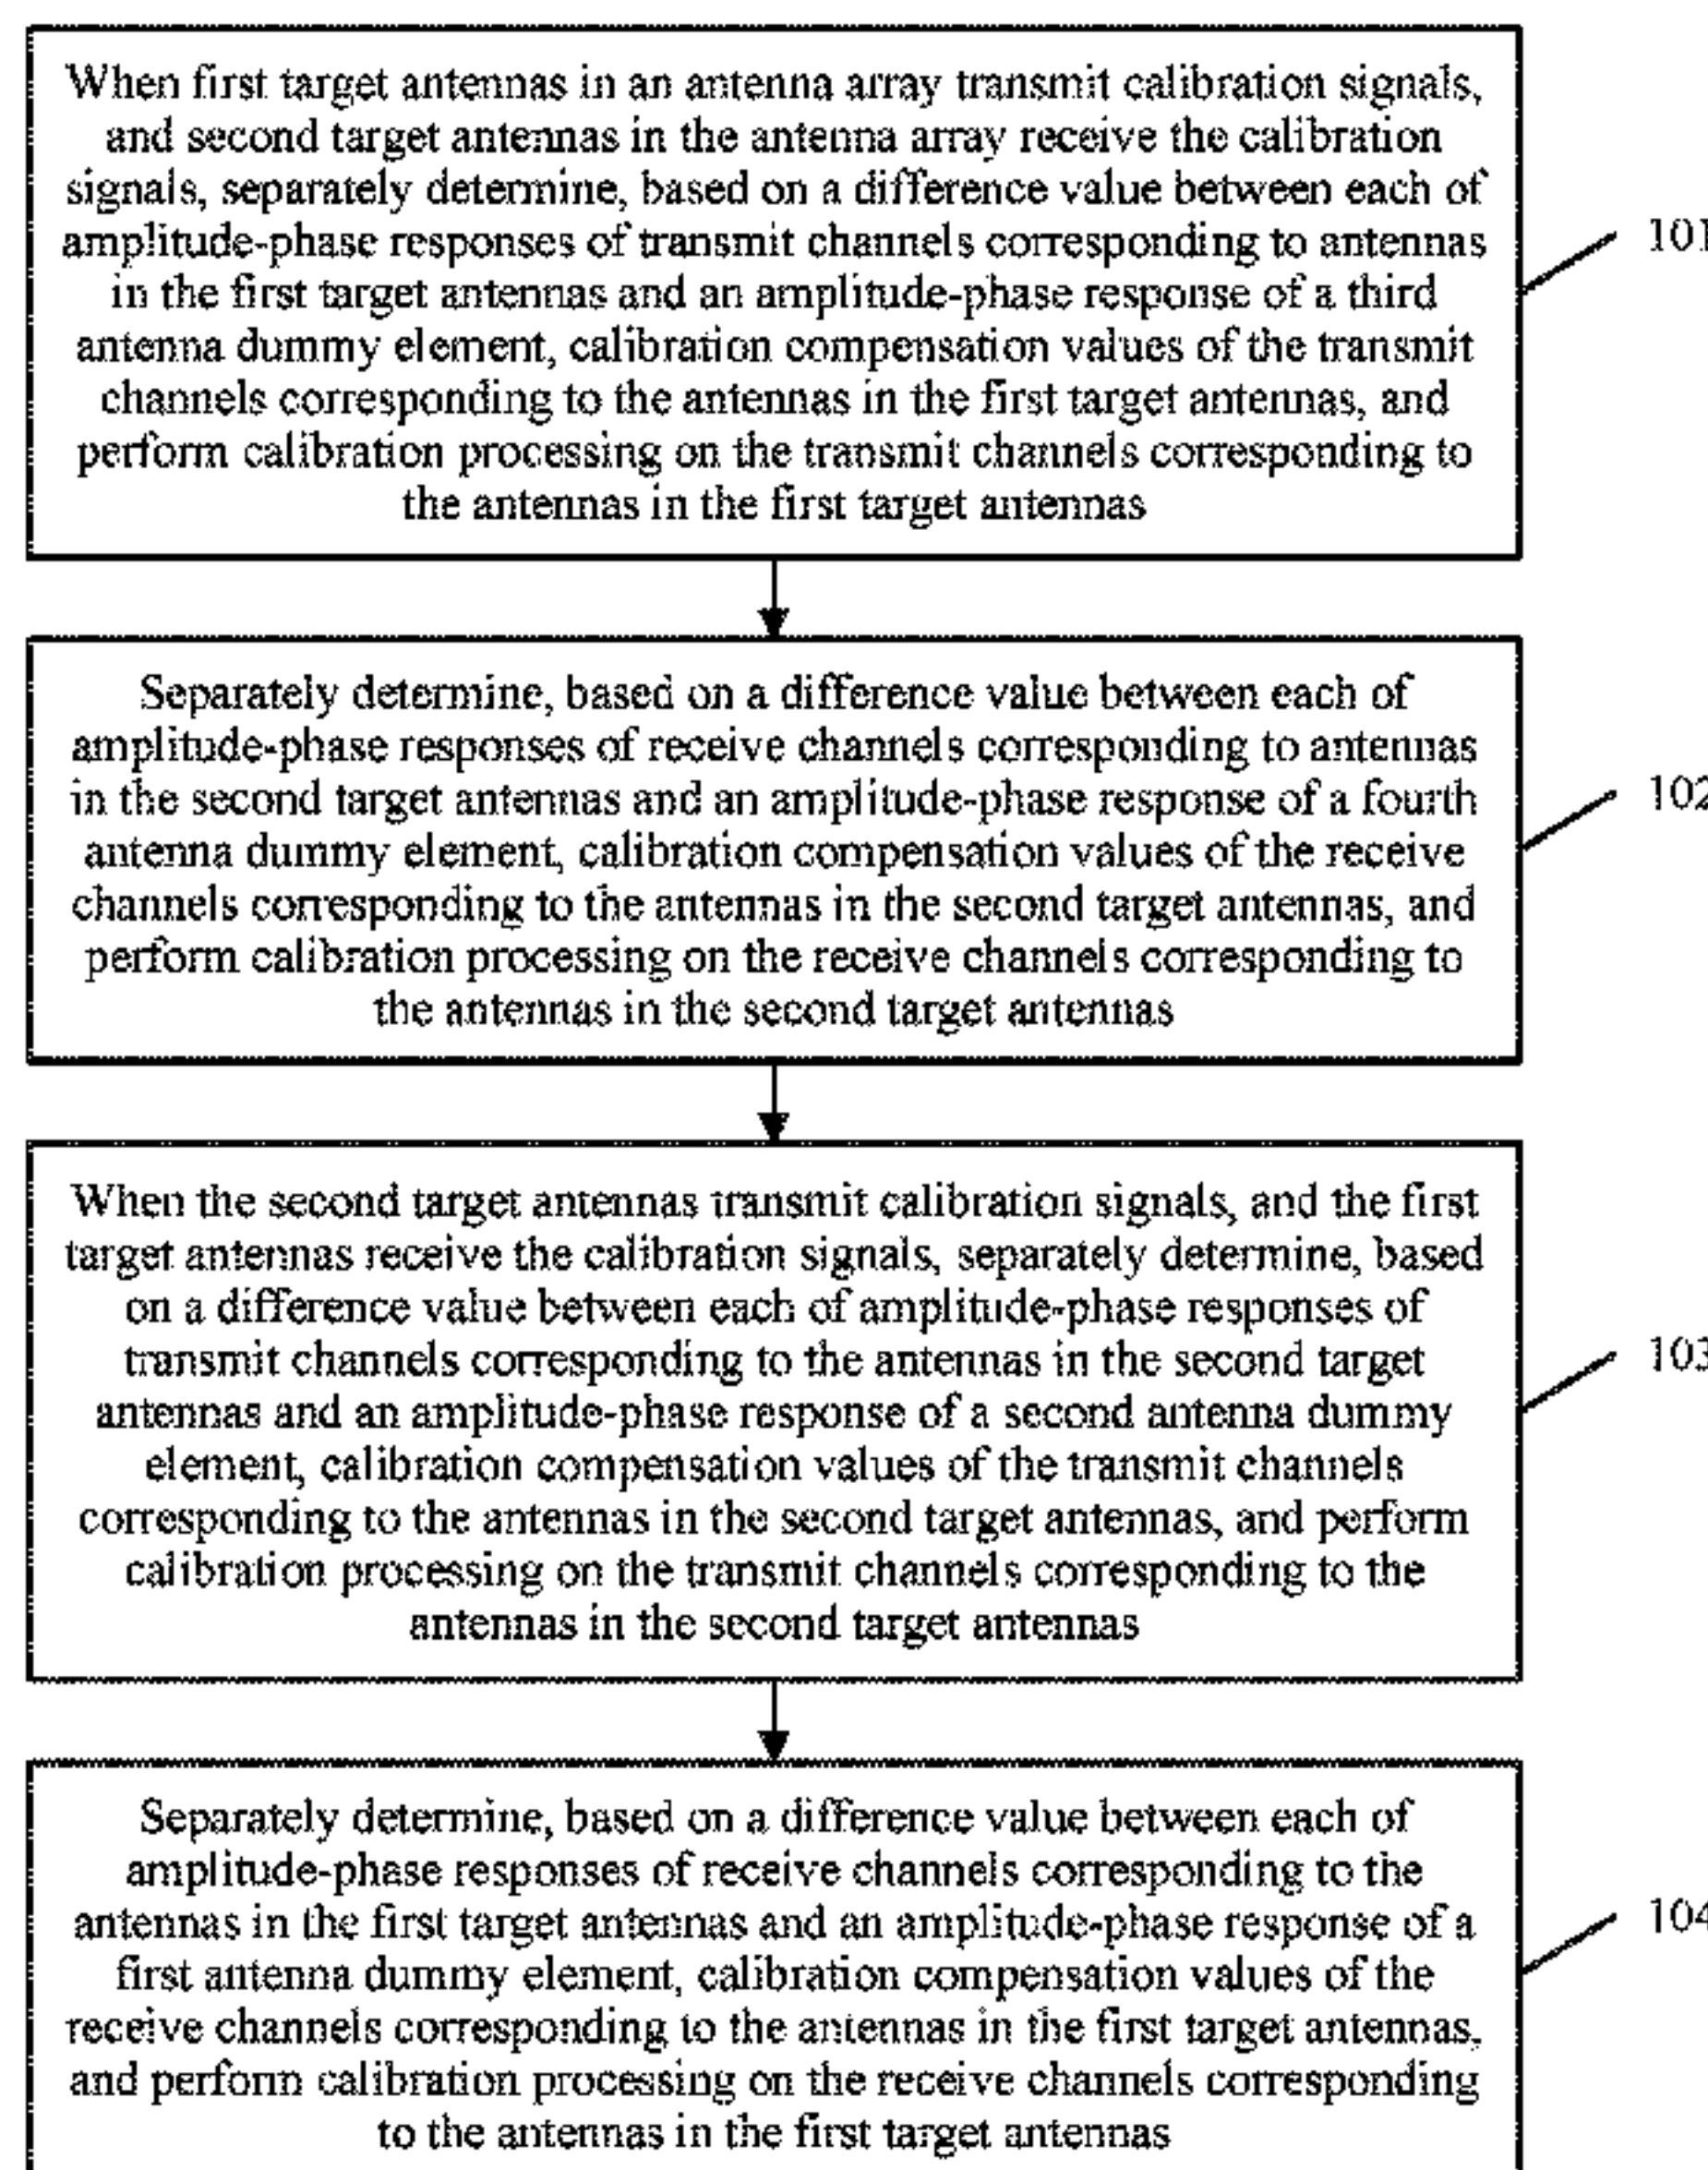 When first target antennas in an antenna array transmit calibration signals,
and second target antennas in the antenna array receive the calibration
signals, separately determine, based on a difference value between each of
amplitude-phase responses of transmit channels corresponding to antennas
in the first target antennas and an amplitude-phase response of a third
antenna dummy element, calibration compensation values of the transmit
channels corresponding to the antennas in the first target antennas, and
perform calibration processing on the transmit channels corresponding to
the antennas in the first target antennas
101
Separately determine, based on a difference value between each of
amplitude-phase responses of receive channels corresponding to antennas
in the second target antennas and an amplitude-phase response of a fourth
antenna dummy element, calibration compensation values of the receive
channels corresponding to the antennas in the second target antennas, and
perform calibration processing on the receive channels corresponding to
the antennas in the second target antennas
102
When the second target antennas transmit calibration signals, and the first
target antennas receive the calibration signals, separately determine, based
on a difference value between each of amplitude-phase responses of
transmit channels corresponding to the antennas in the second target
antennas and an amplitude-phase response of a second antenna dummy
element, calibration compensation values of the transmit channels
corresponding to the antennas in the second target antennas, and perform
calibration processing on the transmit channels corresponding to the
antennas in the second target antennas
103
Separately determine, based on a difference value between each of
amplitude-phase responses of receive channels corresponding to the
antennas in the first target antennas and an amplitude-phase response of a
first antenna dummy element, calibration compensation values of the
receive channels corresponding to the antennas in the first target antennas,
and perform calibration processing on the receive channels corresponding
to the antennas in the first target antennas
104